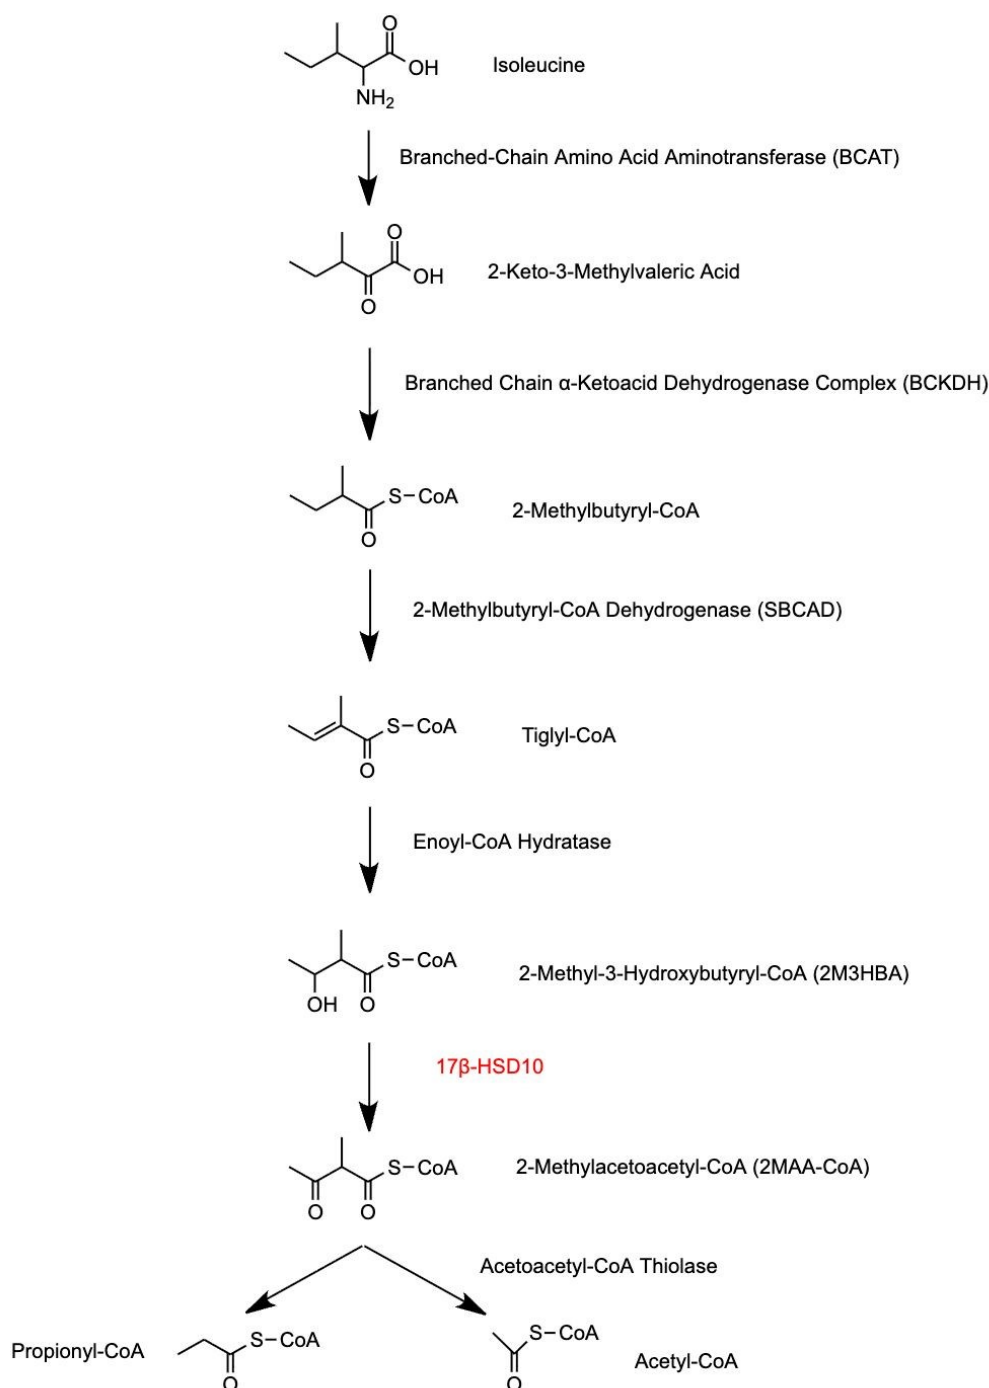 O
OH
NH2
Isoleucine
Branched-Chain Amino Acid Aminotransferase (BCAT)
O
OH
O
2-Keto-3-Methylvaleric Acid
Branched Chain α-Ketoacid Dehydrogenase Complex (BCKDH)
S-CoA
O
2-Methylbutyryl-CoA
2-Methylbutyryl-CoA Dehydrogenase (SBCAD)
S-CoA
O
Tiglyl-CoA
Enoyl-CoA Hydratase
S-CoA
OH O
2-Methyl-3-Hydroxybutyryl-CoA (2M3HBA)
17β-HSD10
S-CoA
O O
2-Methylacetoacetyl-CoA (2MAA-CoA)
Acetoacetyl-CoA Thiolase
Propionyl-CoA
S-CoA
O
S-CoA
O
Acetyl-CoA